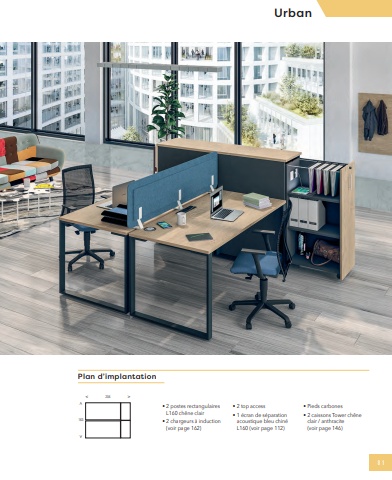 Urban
Plan d'implantation
• 2 postes rectangulaires
L160 chêne clair
• 2 chargeurs à induction
(voir page 162)
• 2 top access
• 1 écran de séparation
acoustique bleu chiné
L160 (voir page 112)
• Pieds carbones
• 2 caissons Tower chêne
clair / anthracite
(voir page 146)
31